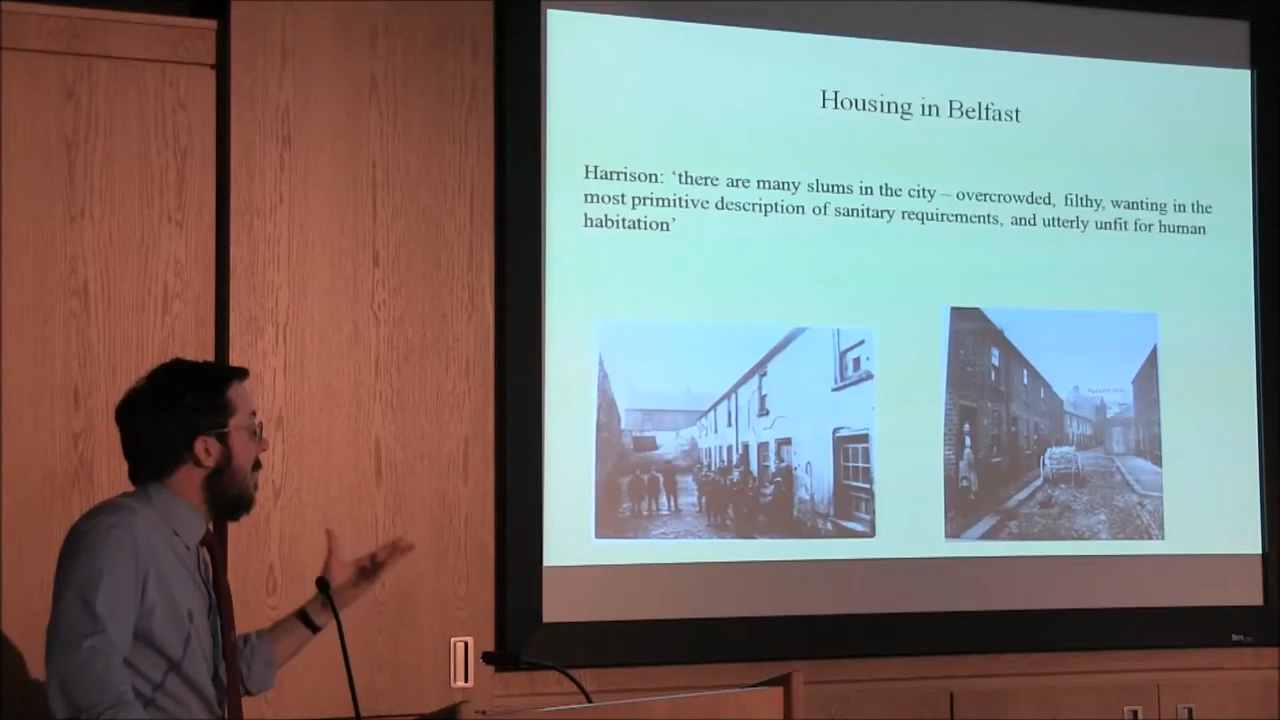 Housing in Belfast
Harrison: ‘there are many slums in the city – overcrowded, filthy, wanting in the
most primitive description of sanitary requirements, and utterly unfit for human
habitation’